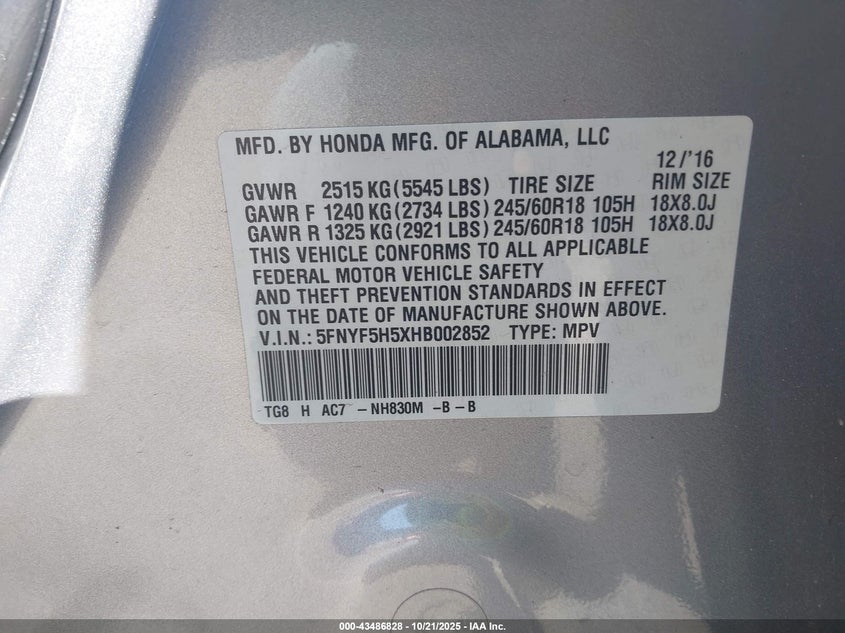 MFD. BY HONDA MFG. OF ALABAMA, LLC
12/'16
GVWR 2515 KG(5545 LBS) TIRE SIZE RIM SIZE
GAWR F 1240 KG(2734 LBS) 245/60R18 105H 18X8.0J
GAWR R 1325 KG(2921 LBS) 245/60R18 105H 18X8.0J
THIS VEHICLE CONFORMS TO ALL APPLICABLE
FEDERAL MOTOR VEHICLE SAFETY
AND THEFT PREVENTION STANDARDS IN EFFECT
ON THE DATE OF MANUFACTURE SHOWN ABOVE.
V.I.N.: 5FNYF5H5XHB002852 TYPE: MPV
TG8 H AC7 -NH830M -B-B
000-43486828 - 10/21/2025 - IAA Inc.